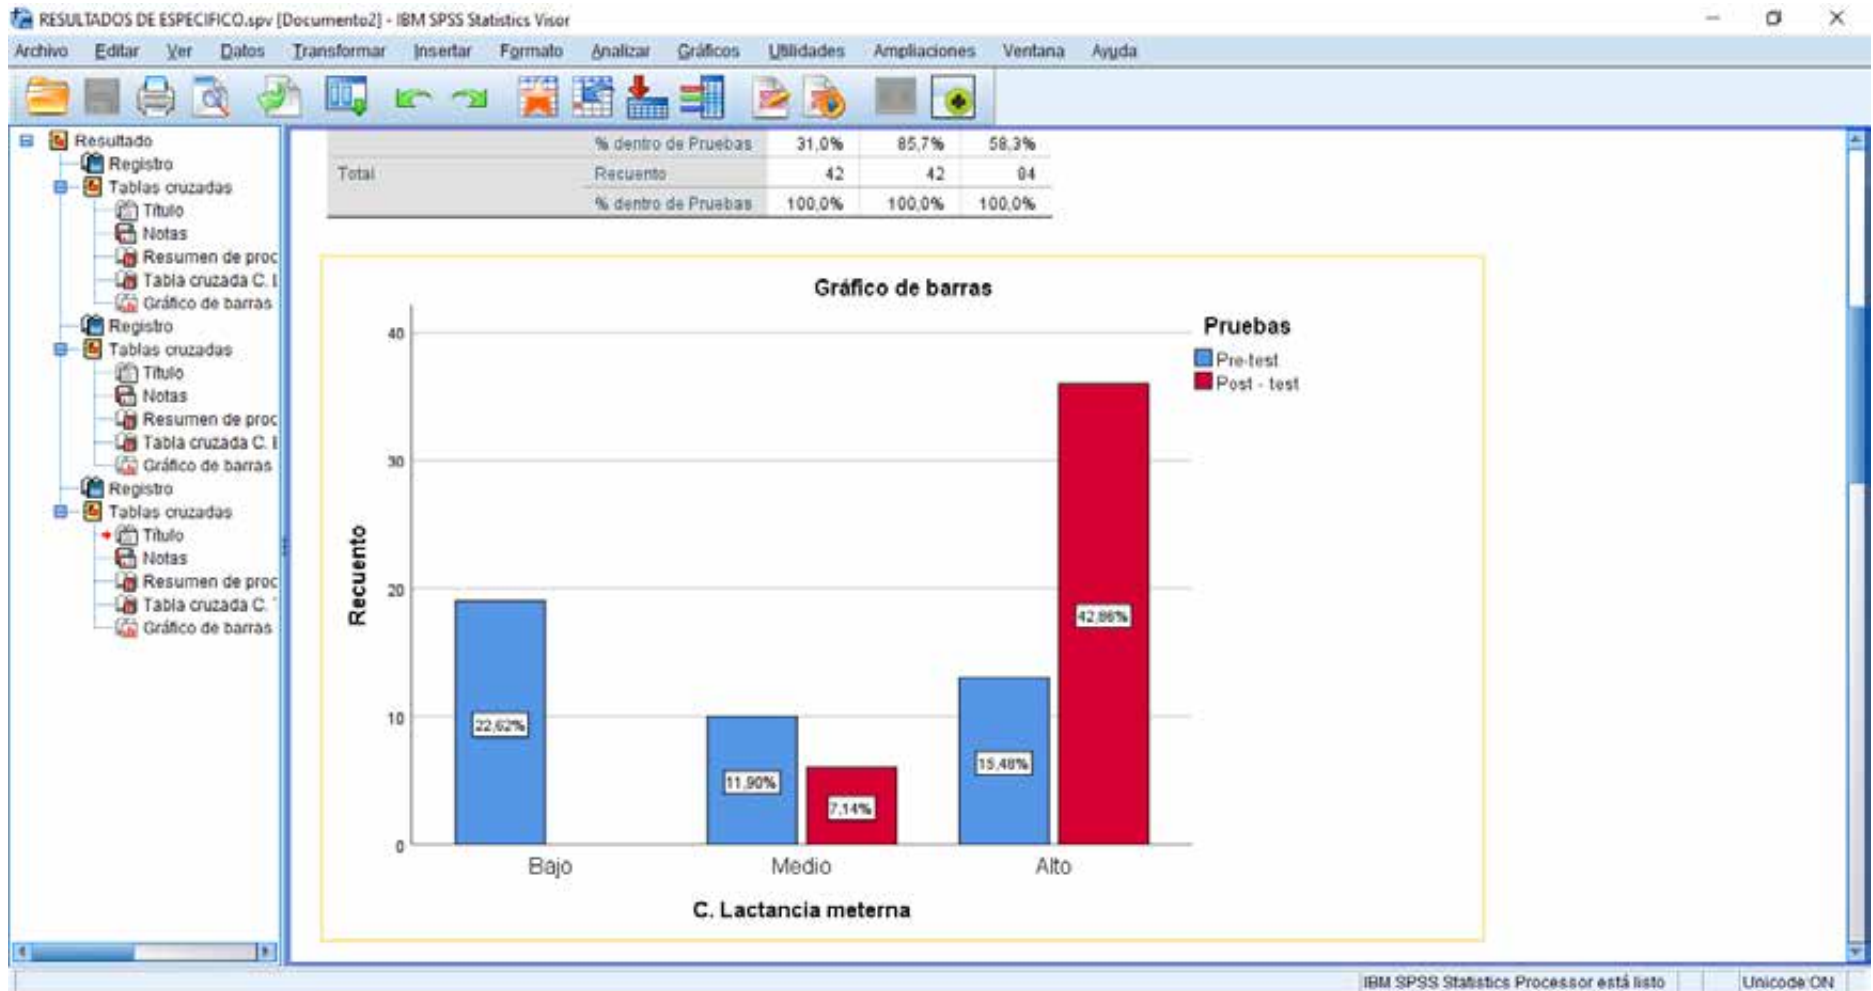 RESULTADOS DE ESPECIFICO.spv [Documento2] - IBM SPSS Statistics Visor
Archivo Editar Ver Datos Transformar Insertar Formato Analizar Gráficos Utilidades Ampliaciones Ventana Ayuda
Resultado
Registro
Tablas cruzadas
Título
Notas
Resumen de proc
Tabla cruzada C. L
Gráfico de barras
Registro
Tablas cruzadas
Título
Notas
Resumen de proc
Tabla cruzada C.
Gráfico de barras
Registro
Tablas cruzadas
Título
Notas
Resumen de proc
Tabla cruzada C.
Gráfico de barras
% dentro de Pruebas 31,0% 85,7% 58,3%
Total Recuento 42 42 84
% dentro de Pruebas 100,0% 100,0% 100,0%
Gráfico de barras
Pruebas
Pre-test
Post - test
Recuento
40
30
20
10
0
22,62%
11,90%
7,14%
15,48%
42,86%
Bajo Medio Alto
C. Lactancia meterna
IBM SPSS Statistics Processor está listo Unicode:ON